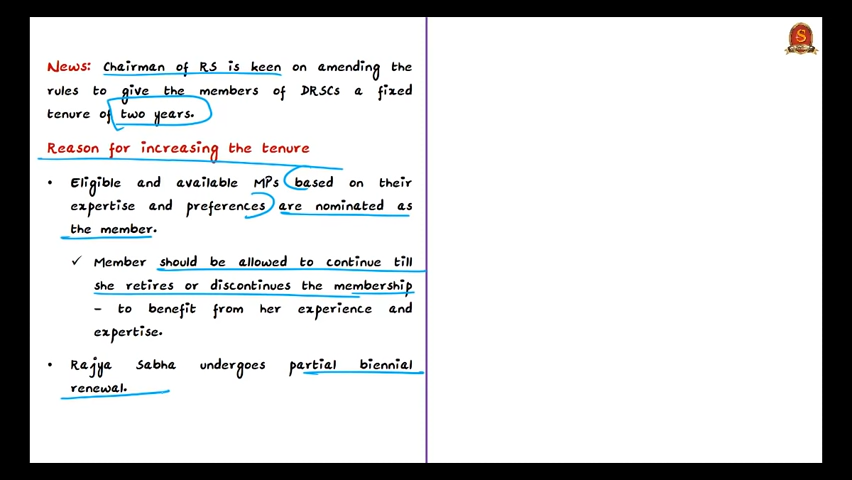 News: Chairman of RS is keen on amending the
rules to give the members of DRSCs a fixed
tenure of two years.
Reason for increasing the tenure
• Eligible and available MPs based on their
expertise and preferences are nominated as
the member.
✓ Member should be allowed to continue till
she retires or discontinues the membership
– to benefit from her experience and
expertise.
• Rajya Sabha undergoes partial biennial
renewal.
S